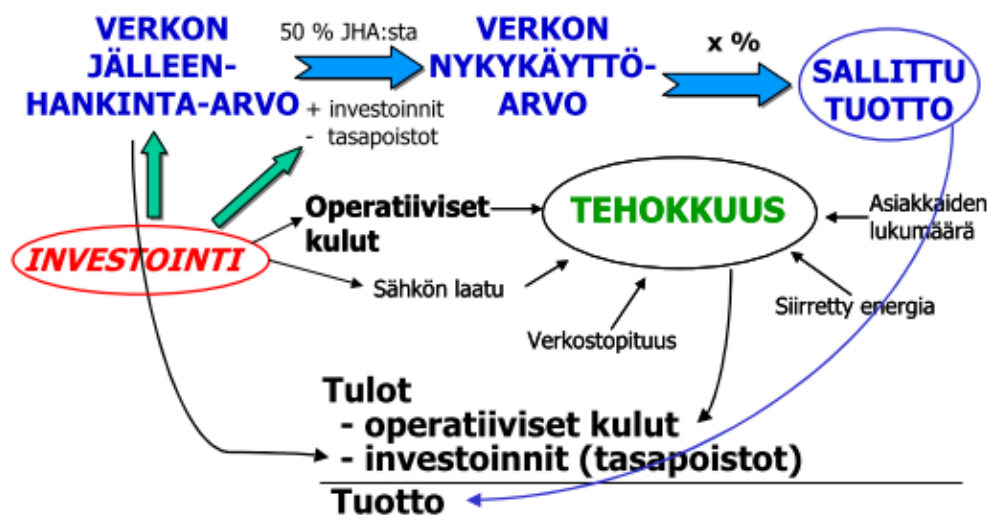 VERKON
JÄLLEEN-
HANKINTA-ARVO
50 % JHA:sta
+ investoinnit
- tasapoistot
VERKON
NYKYKÄYTTÖ-
ARVO
x %
SALLITTU
TUOTTO
INVESTOINTI
Operatiiviset
kulut
Sähkön laatu
TEHOKKUUS
Asiakkaiden
lukumäärä
Siirretty energia
Verkostopituus
Tulot
- operatiiviset kulut
- investoinnit (tasapoistot)
Tuotto